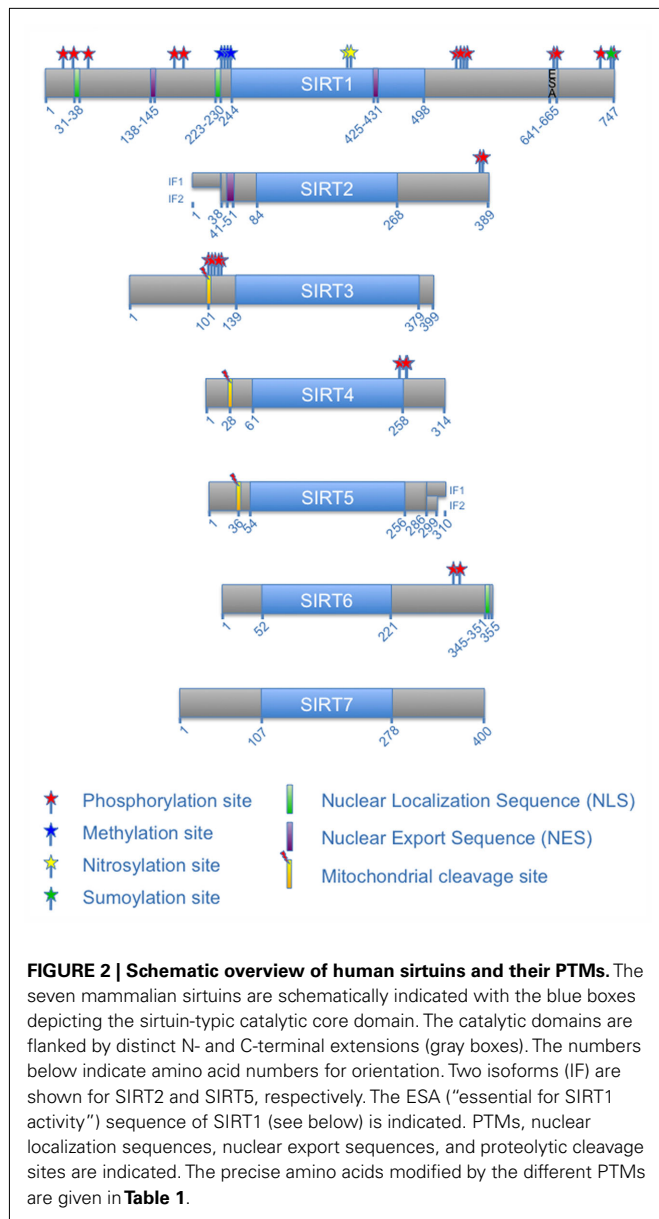 SIRT1
ESA
1 31-38 138-145 223-230 244 425-431 498 641-665 747
SIRT2
IF1
IF2
1 38 41-51 84 268 389
SIRT3
1 101 139 379 399
SIRT4
1 28 61 258 314
SIRT5
IF1
IF2
1 36 54 256 286 299 310
SIRT6
1 52 221 345-351 355
SIRT7
1 107 278 400
Phosphorylation site
Methylation site
Nitrosylation site
Sumoylation site
Nuclear Localization Sequence (NLS)
Nuclear Export Sequence (NES)
Mitochondrial cleavage site
FIGURE 2 | Schematic overview of human sirtuins and their PTMs. The
seven mammalian sirtuins are schematically indicated with the blue boxes
depicting the sirtuin-typic catalytic core domain. The catalytic domains are
flanked by distinct N- and C-terminal extensions (gray boxes). The numbers
below indicate amino acid numbers for orientation. Two isoforms (IF) are
shown for SIRT2 and SIRT5, respectively. The ESA ("essential for SIRT1
activity") sequence of SIRT1 (see below) is indicated. PTMs, nuclear
localization sequences, nuclear export sequences, and proteolytic cleavage
sites are indicated. The precise amino acids modified by the different PTMs
are given in Table 1.